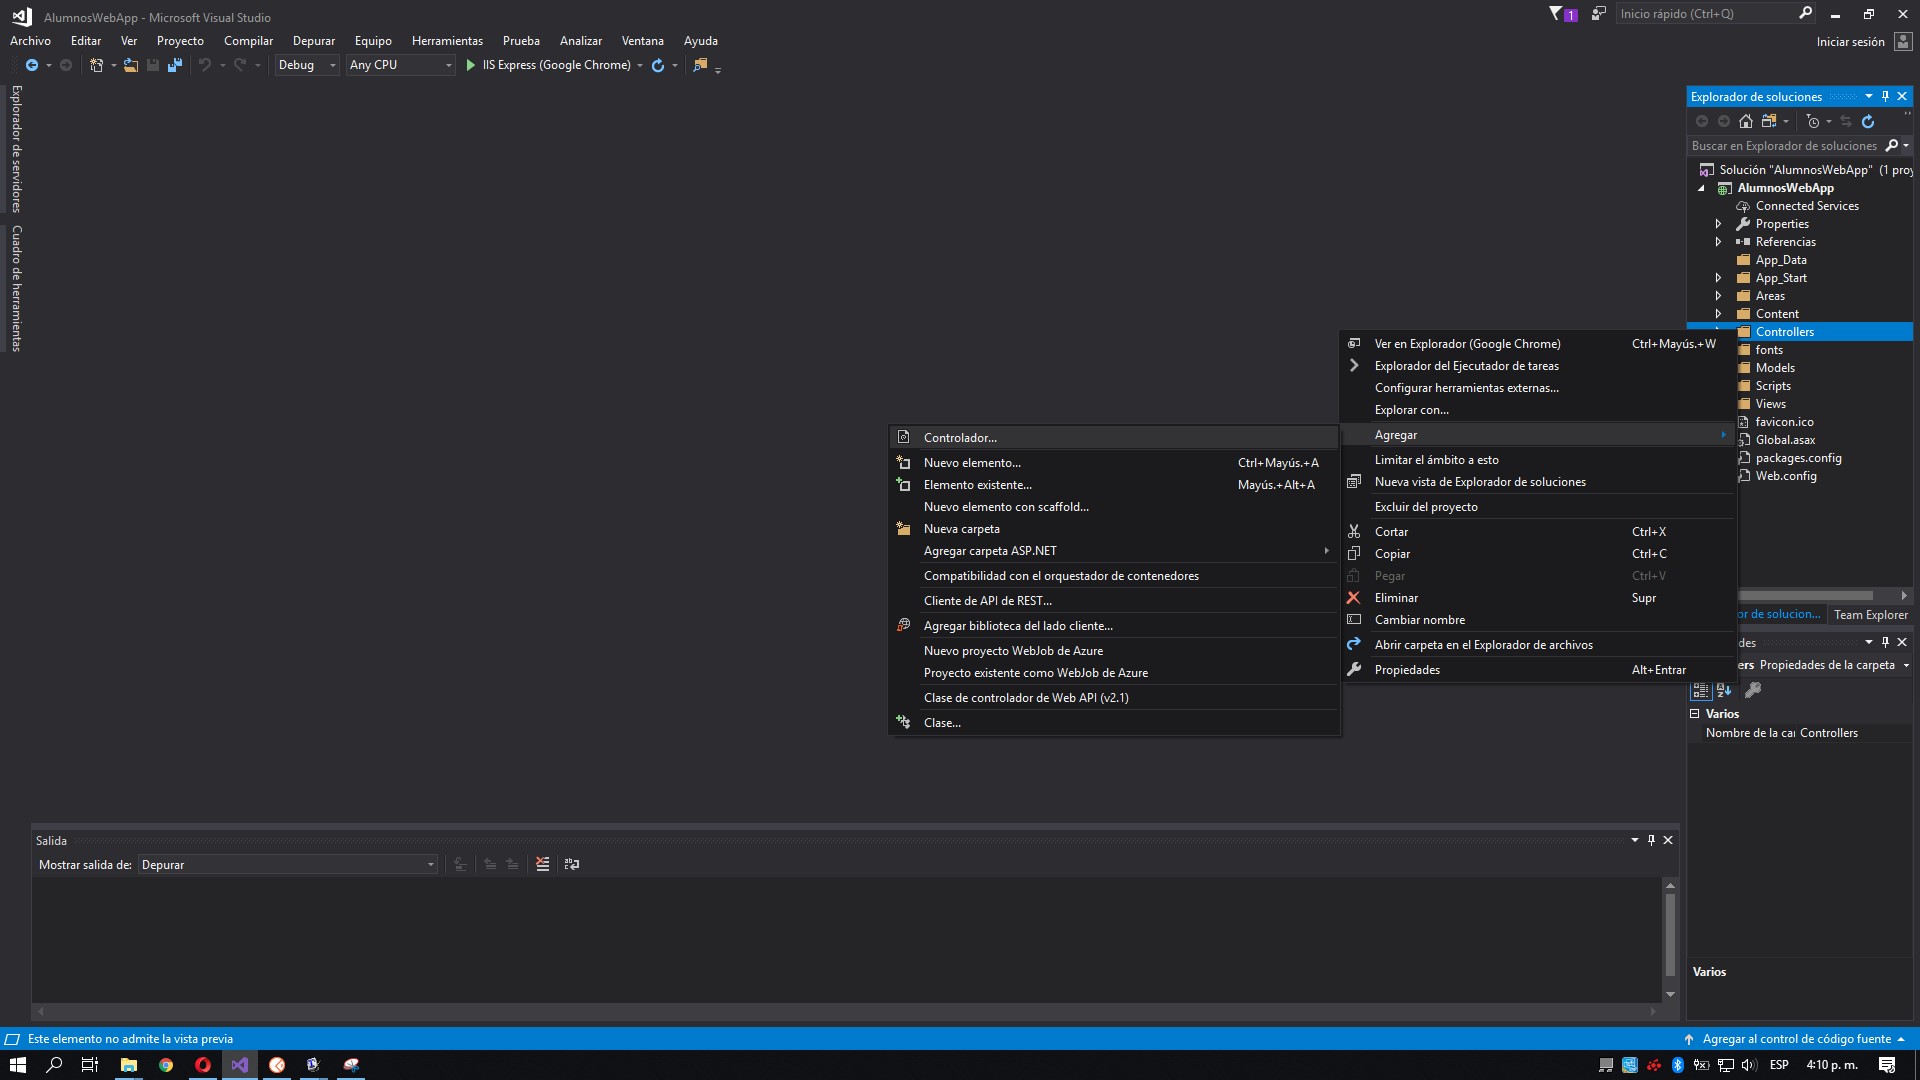 AlumnosWebApp - Microsoft Visual Studio
1
Inicio rápido (Ctrl+Q)
Archivo Editar Ver Proyecto Compilar Depurar Equipo Herramientas Prueba Analizar Ventana Ayuda
Iniciar sesión
Debug Any CPU IIS Express (Google Chrome)
Explorador de servidores
Cuadro de herramientas
Explorador de soluciones
Buscar en Explorador de soluciones
Solución "AlumnosWebApp" (1 proy
AlumnosWebApp
Connected Services
Properties
Referencias
App_Data
App_Start
Areas
Content
Controllers
fonts
Models
Scripts
Views
favicon.ico
Global.asax
packages.config
Web.config
Ver en Explorador (Google Chrome) Ctrl+Mayús.+W
Explorador del Ejecutador de tareas
Configurar herramientas externas...
Explorar con...
Agregar
Limitar el ámbito a esto
Nueva vista de Explorador de soluciones
Excluir del proyecto
Cortar Ctrl+X
Copiar Ctrl+C
Pegar Ctrl+V
Eliminar Supr
Cambiar nombre
Abrir carpeta en el Explorador de archivos
Propiedades Alt+Entrar
Controlador...
Nuevo elemento... Ctrl+Mayús.+A
Elemento existente... Mayús.+Alt+A
Nuevo elemento con scaffold...
Nueva carpeta
Agregar carpeta ASP.NET
Compatibilidad con el orquestador de contenedores
Cliente de API de REST...
Agregar biblioteca del lado cliente...
Nuevo proyecto WebJob de Azure
Proyecto existente como WebJob de Azure
Clase de controlador de Web API (v2.1)
Clase...
or de solucion... Team Explorer
des
ers Propiedades de la carpeta
Varios
Nombre de la car Controllers
Varios
Salida
Mostrar salida de: Depurar
Este elemento no admite la vista previa
Agregar al control de código fuente
ESP 4:10 p. m.